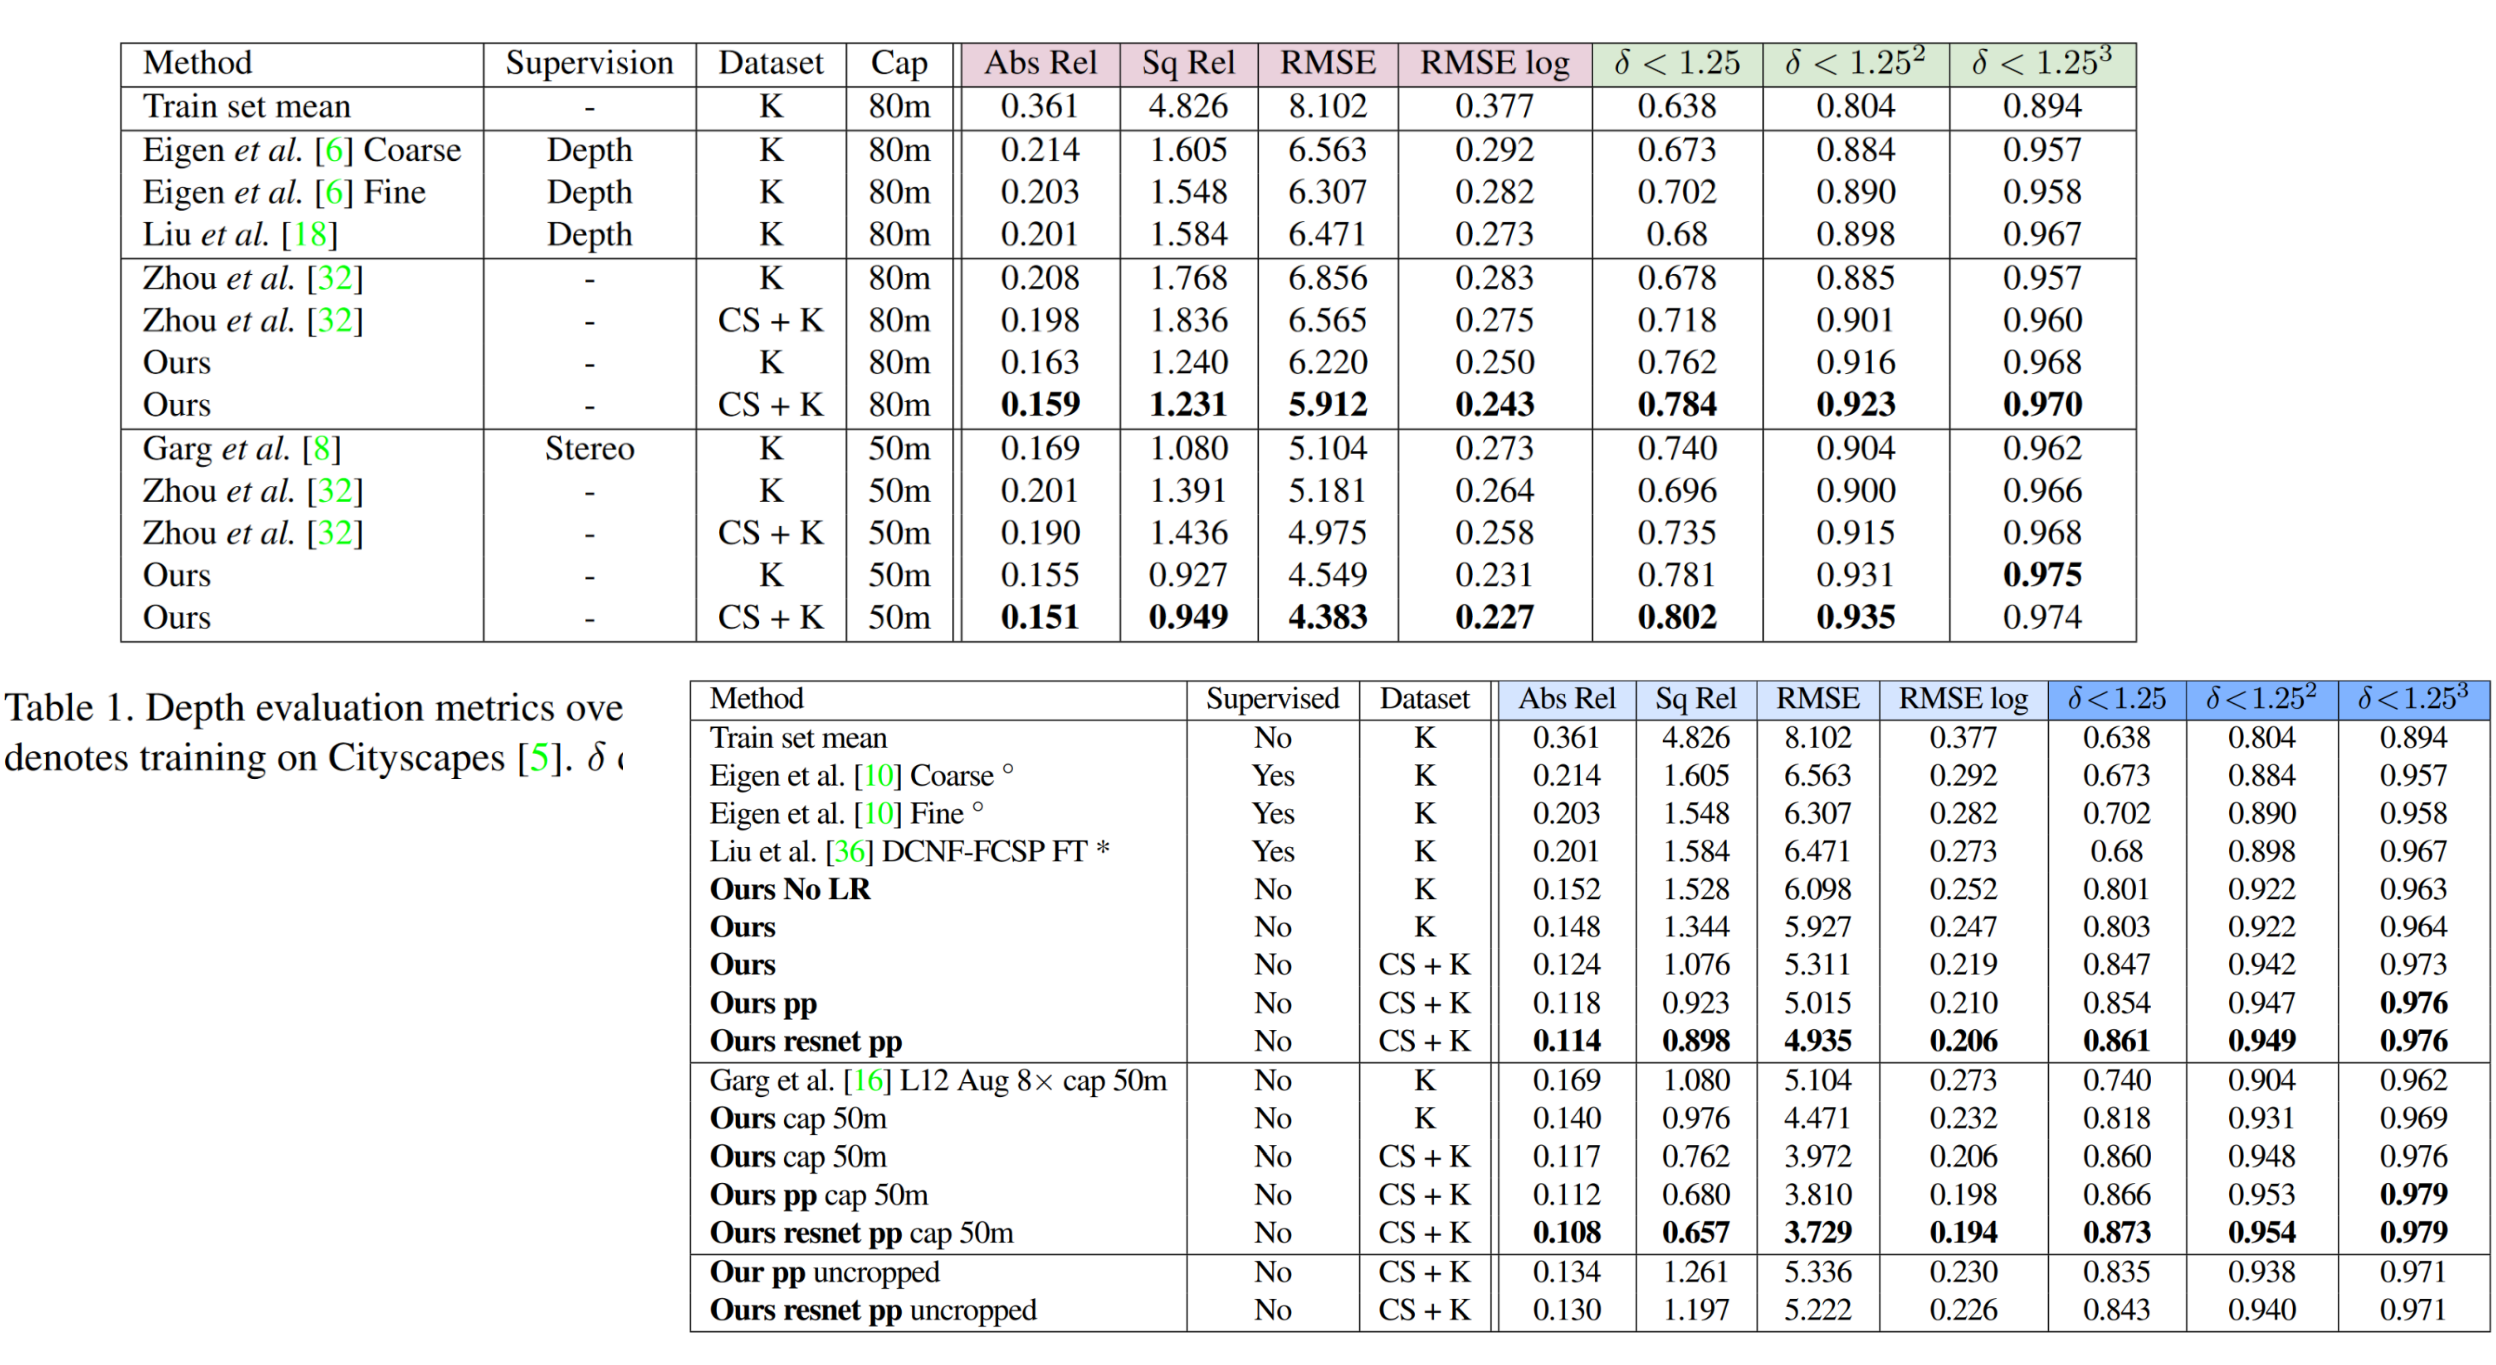 Method Supervision Dataset Cap Abs Rel Sq Rel RMSE RMSE log δ < 1.25 δ < 1.25² δ < 1.25³
Train set mean - K 80m 0.361 4.826 8.102 0.377 0.638 0.804 0.894
Eigen et al. [6] Coarse Depth K 80m 0.214 1.605 6.563 0.292 0.673 0.884 0.957
Eigen et al. [6] Fine Depth K 80m 0.203 1.548 6.307 0.282 0.702 0.890 0.958
Liu et al. [18] Depth K 80m 0.201 1.584 6.471 0.273 0.68 0.898 0.967
Zhou et al. [32] - K 80m 0.208 1.768 6.856 0.283 0.678 0.885 0.957
Zhou et al. [32] - CS + K 80m 0.198 1.836 6.565 0.275 0.718 0.901 0.960
Ours - K 80m 0.163 1.240 6.220 0.250 0.762 0.916 0.968
Ours - CS + K 80m 0.159 1.231 5.912 0.243 0.784 0.923 0.970
Garg et al. [8] Stereo K 50m 0.169 1.080 5.104 0.273 0.740 0.904 0.962
Zhou et al. [32] - K 50m 0.201 1.391 5.181 0.264 0.696 0.900 0.966
Zhou et al. [32] - CS + K 50m 0.190 1.436 4.975 0.258 0.735 0.915 0.968
Ours - K 50m 0.155 0.927 4.549 0.231 0.781 0.931 0.975
Ours - CS + K 50m 0.151 0.949 4.383 0.227 0.802 0.935 0.974
Table 1. Depth evaluation metrics ove
denotes training on Cityscapes [5]. δ
Method Supervised Dataset Abs Rel Sq Rel RMSE RMSE log δ<1.25 δ<1.25² δ<1.25³
Train set mean No K 0.361 4.826 8.102 0.377 0.638 0.804 0.894
Eigen et al. [10] Coarse ° Yes K 0.214 1.605 6.563 0.292 0.673 0.884 0.957
Eigen et al. [10] Fine ° Yes K 0.203 1.548 6.307 0.282 0.702 0.890 0.958
Liu et al. [36] DCNF-FCSP FT * Yes K 0.201 1.584 6.471 0.273 0.68 0.898 0.967
Ours No LR No K 0.152 1.528 6.098 0.252 0.801 0.922 0.963
Ours No K 0.148 1.344 5.927 0.247 0.803 0.922 0.964
Ours No CS + K 0.124 1.076 5.311 0.219 0.847 0.942 0.973
Ours pp No CS + K 0.118 0.923 5.015 0.210 0.854 0.947 0.976
Ours resnet pp No CS + K 0.114 0.898 4.935 0.206 0.861 0.949 0.976
Garg et al. [16] L12 Aug 8× cap 50m No K 0.169 1.080 5.104 0.273 0.740 0.904 0.962
Ours cap 50m No K 0.140 0.976 4.471 0.232 0.818 0.931 0.969
Ours cap 50m No CS + K 0.117 0.762 3.972 0.206 0.860 0.948 0.976
Ours pp cap 50m No CS + K 0.112 0.680 3.810 0.198 0.866 0.953 0.979
Ours resnet pp cap 50m No CS + K 0.108 0.657 3.729 0.194 0.873 0.954 0.979
Our pp uncropped No CS + K 0.134 1.261 5.336 0.230 0.835 0.938 0.971
Ours resnet pp uncropped No CS + K 0.130 1.197 5.222 0.226 0.843 0.940 0.971